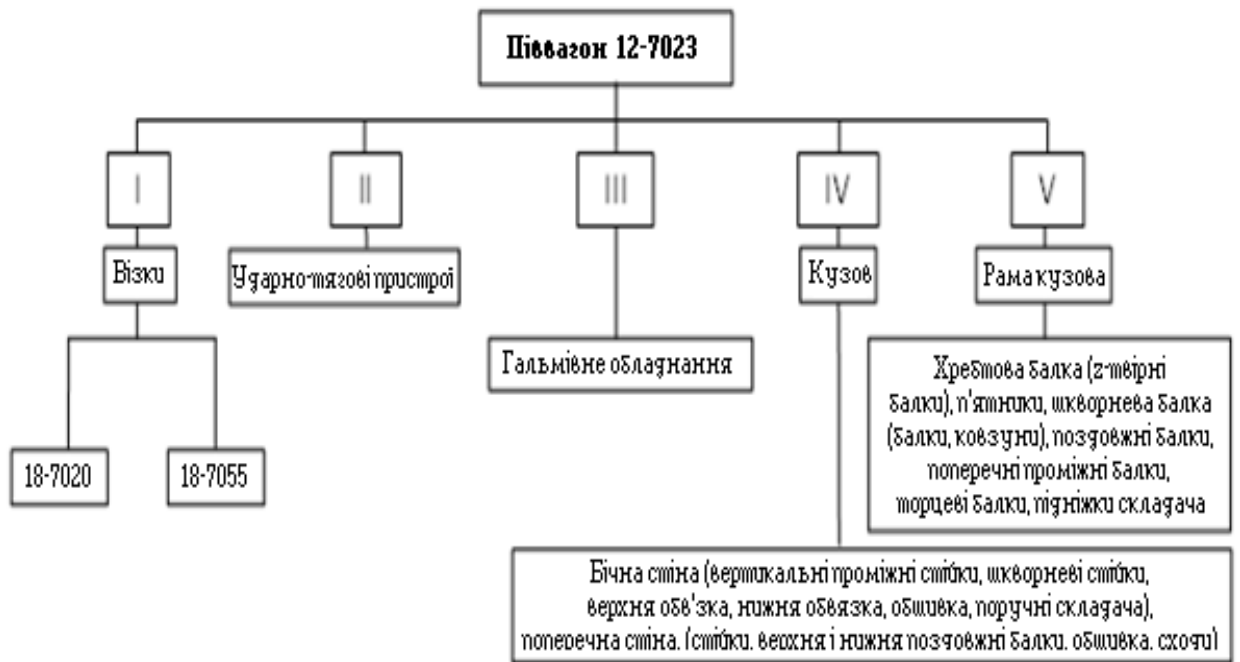 Піввагон 12-7023
I
II
III
IV
V
Візки
Ударно-тягові пристрої
Кузов
Рама кузова
Гальмівне обладнання
Хребтова балка (z-твірні
балки), п'ятники, шкворнева балка
(балки, ковзуни), поздовжні балки,
поперечні проміжні балки,
торцеві балки, підніжки складача
18-7020
18-7055
Бічна стіна (вертикальні проміжні стійки, шкворневі стійки,
верхня обв'зка, нижня обвязка, обшивка, поручні складача),
поперечна стіна. (стійки. верхня і нижня поздовжні балки. обшивка. сходи)